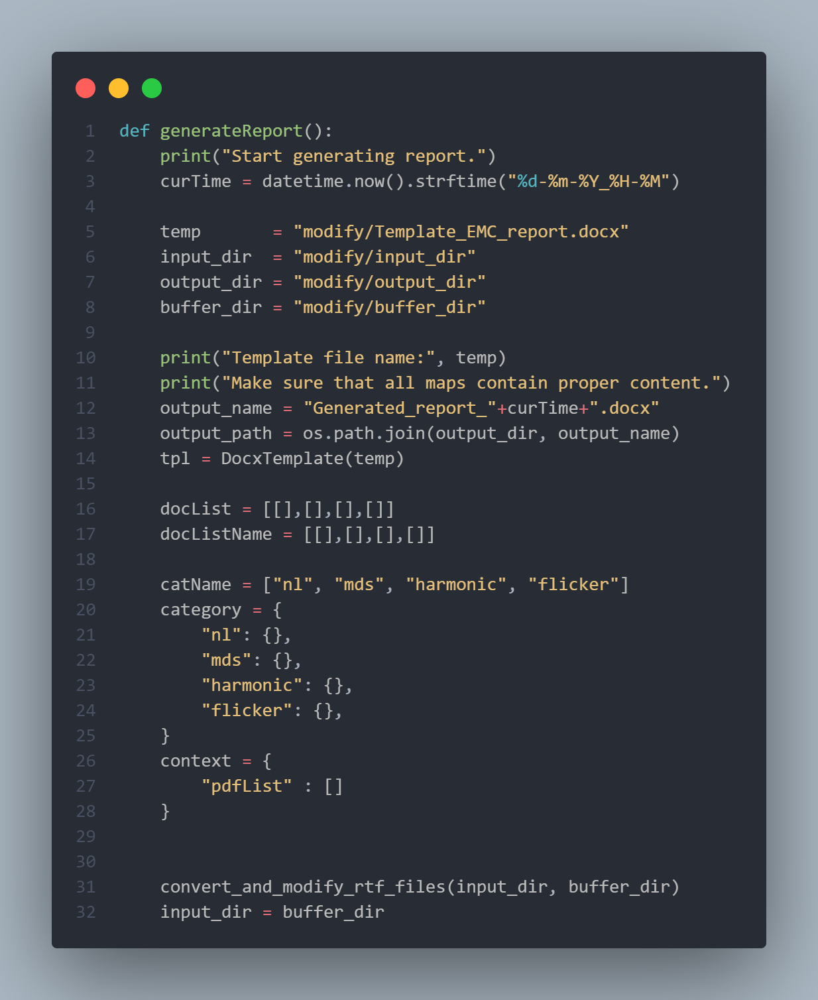 1 def generateReport():
2     print("Start generating report.")
3     curTime = datetime.now().strftime("%d-%m-%Y_%H-%M")
4
5     temp       = "modify/Template_EMC_report.docx"
6     input_dir  = "modify/input_dir"
7     output_dir = "modify/output_dir"
8     buffer_dir = "modify/buffer_dir"
9
10     print("Template file name:", temp)
11     print("Make sure that all maps contain proper content.")
12     output_name = "Generated_report_"+curTime+".docx"
13     output_path = os.path.join(output_dir, output_name)
14     tpl = DocxTemplate(temp)
15
16     docList = [[],[],[],[]]
17     docListName = [[],[],[],[]]
18
19     catName = ["nl", "mds", "harmonic", "flicker"]
20     category = {
21         "nl": {},
22         "mds": {},
23         "harmonic": {},
24         "flicker": {},
25     }
26     context = {
27         "pdfList" : []
28     }
29
30
31     convert_and_modify_rtf_files(input_dir, buffer_dir)
32     input_dir = buffer_dir